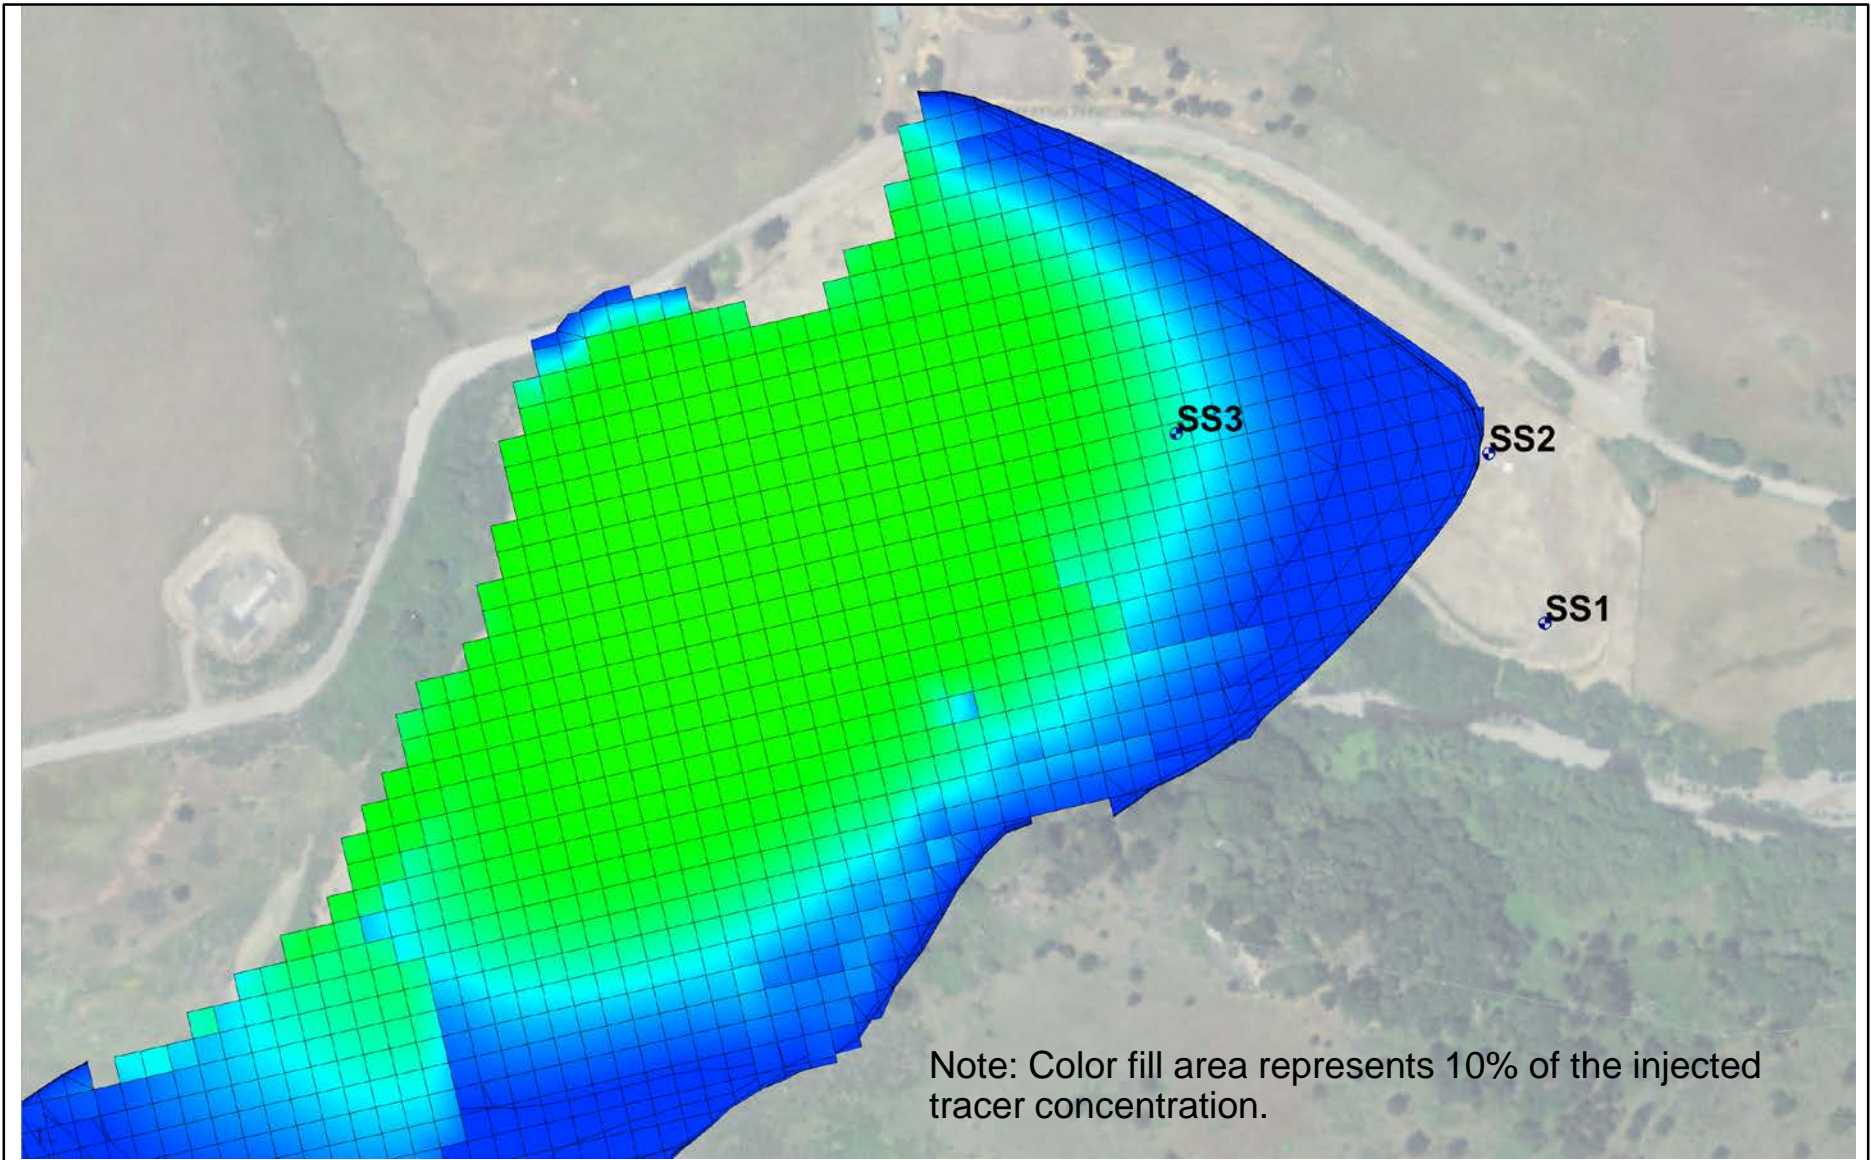 SS3
SS2
SS1
Note: Color fill area represents 10% of the injected
tracer concentration.